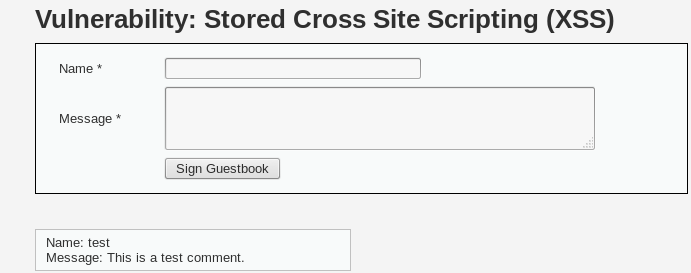 Vulnerability: Stored Cross Site Scripting (XSS)
Name *
Message *
Sign Guestbook
Name: test
Message: This is a test comment.